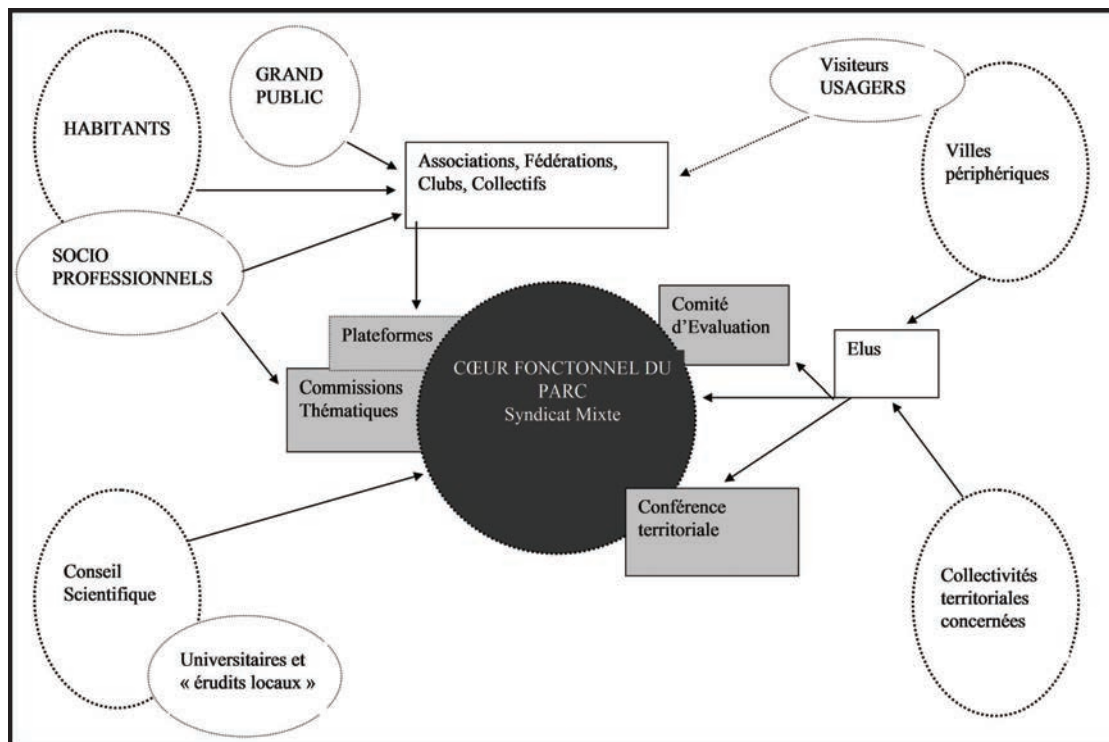 GRAND
PUBLIC
HABITANTS
Visiteurs
USAGERS
Villes
périphériques
Associations, Fédérations,
Clubs, Collectifs
SOCIO
PROFESSIONNELS
Plateformes
Commissions
Thématiques
CŒUR FONCTONNEL DU
PARC
Syndicat Mixte
Comité
d’Evaluation
Elus
Conférence
territoriale
Conseil
Scientifique
Universitaires et
« érudits locaux »
Collectivités
territoriales
concernées